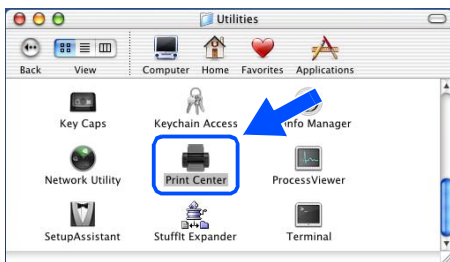 Utilities
Back View Computer Home Favorites Applications
Key Caps Keychain Access Info Manager
Network Utility Print Center ProcessViewer
SetupAssistant StuffIt Expander Terminal